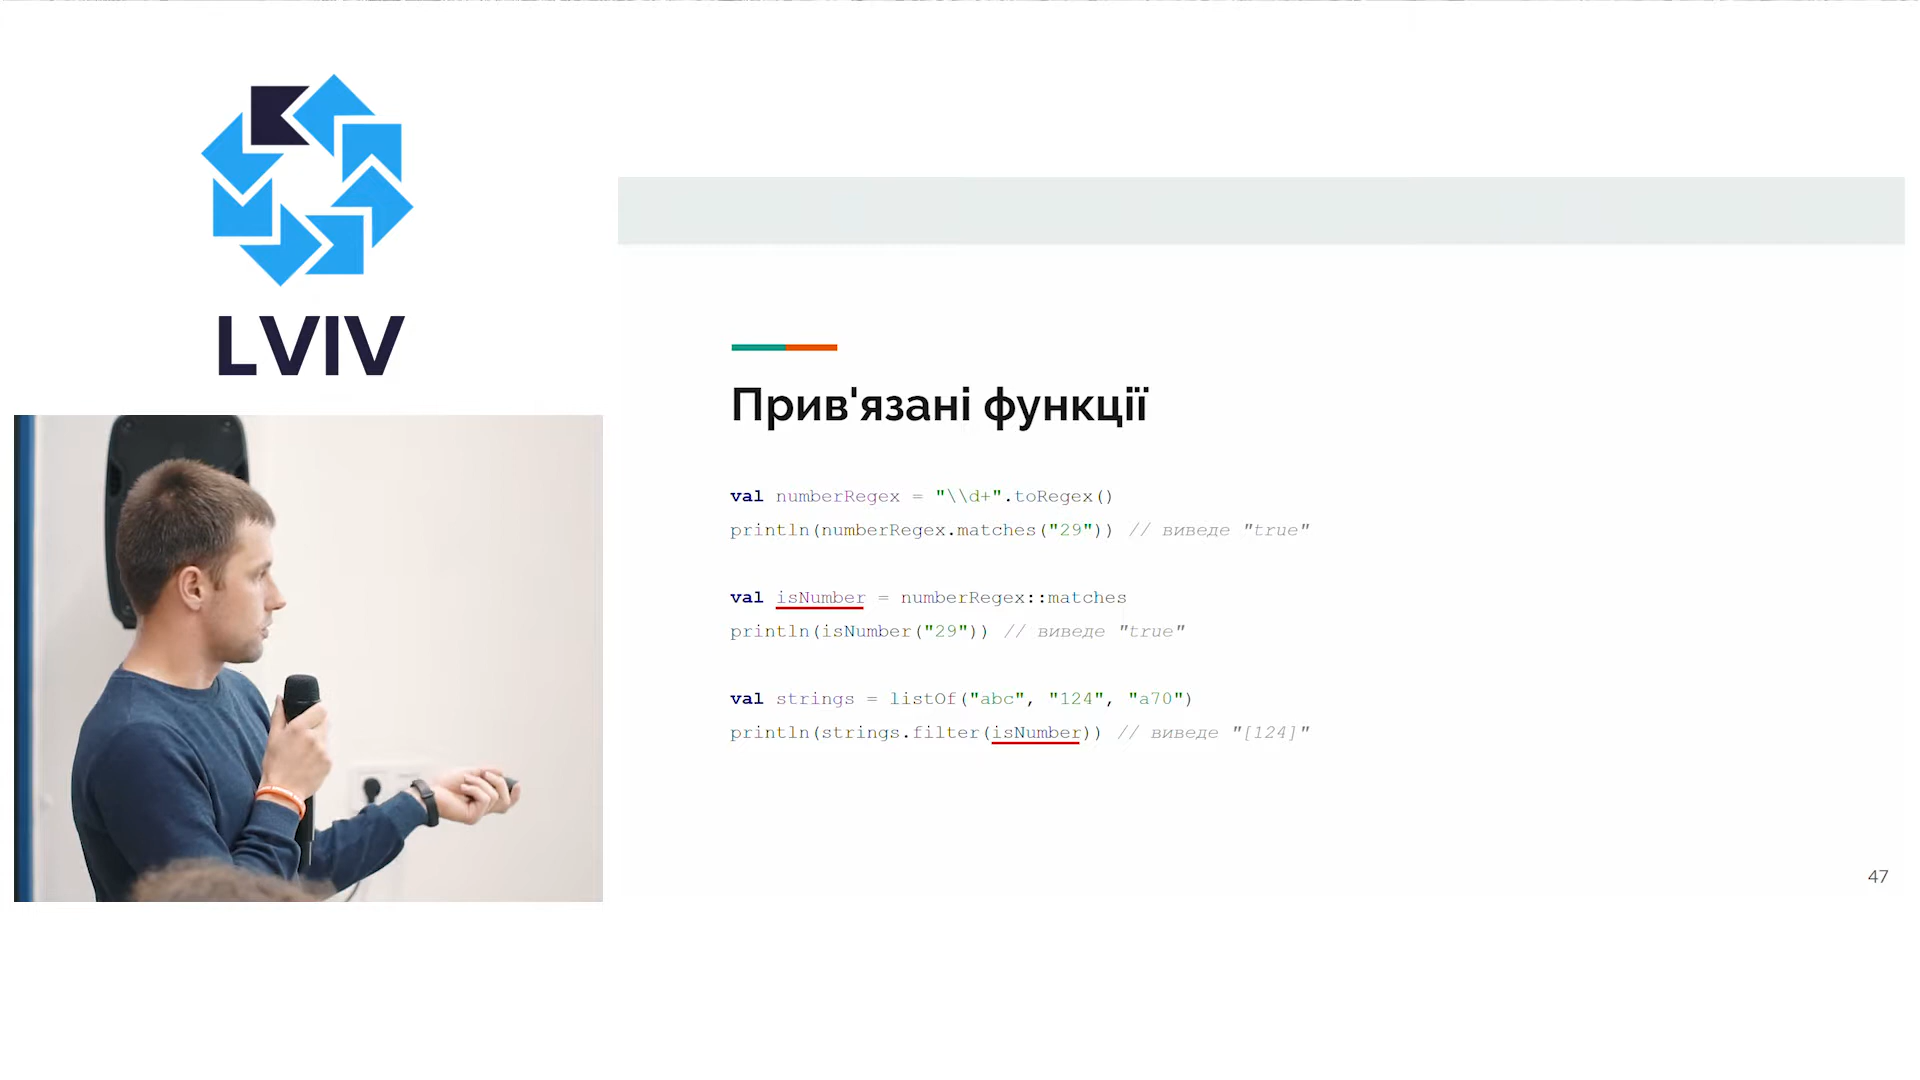 LVIV
Прив'язані функції
val numberRegex = "\\d+".toRegex()
println(numberRegex.matches("29")) // виведе "true"
val isNumber = numberRegex::matches
println(isNumber("29")) // виведе "true"
val strings = listOf("abc", "124", "a70")
println(strings.filter(isNumber)) // виведе "[124]"
47